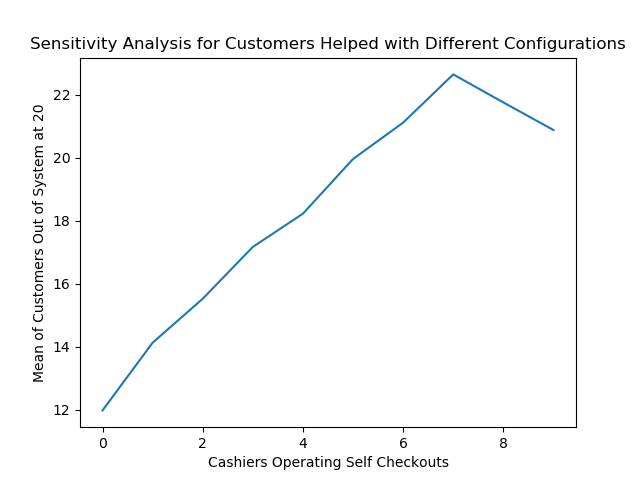 Sensitivity Analysis for Customers Helped with Different Configurations
Mean of Customers Out of System at 20
22
20
18
16
14
12
0 2 4 6 8
Cashiers Operating Self Checkouts